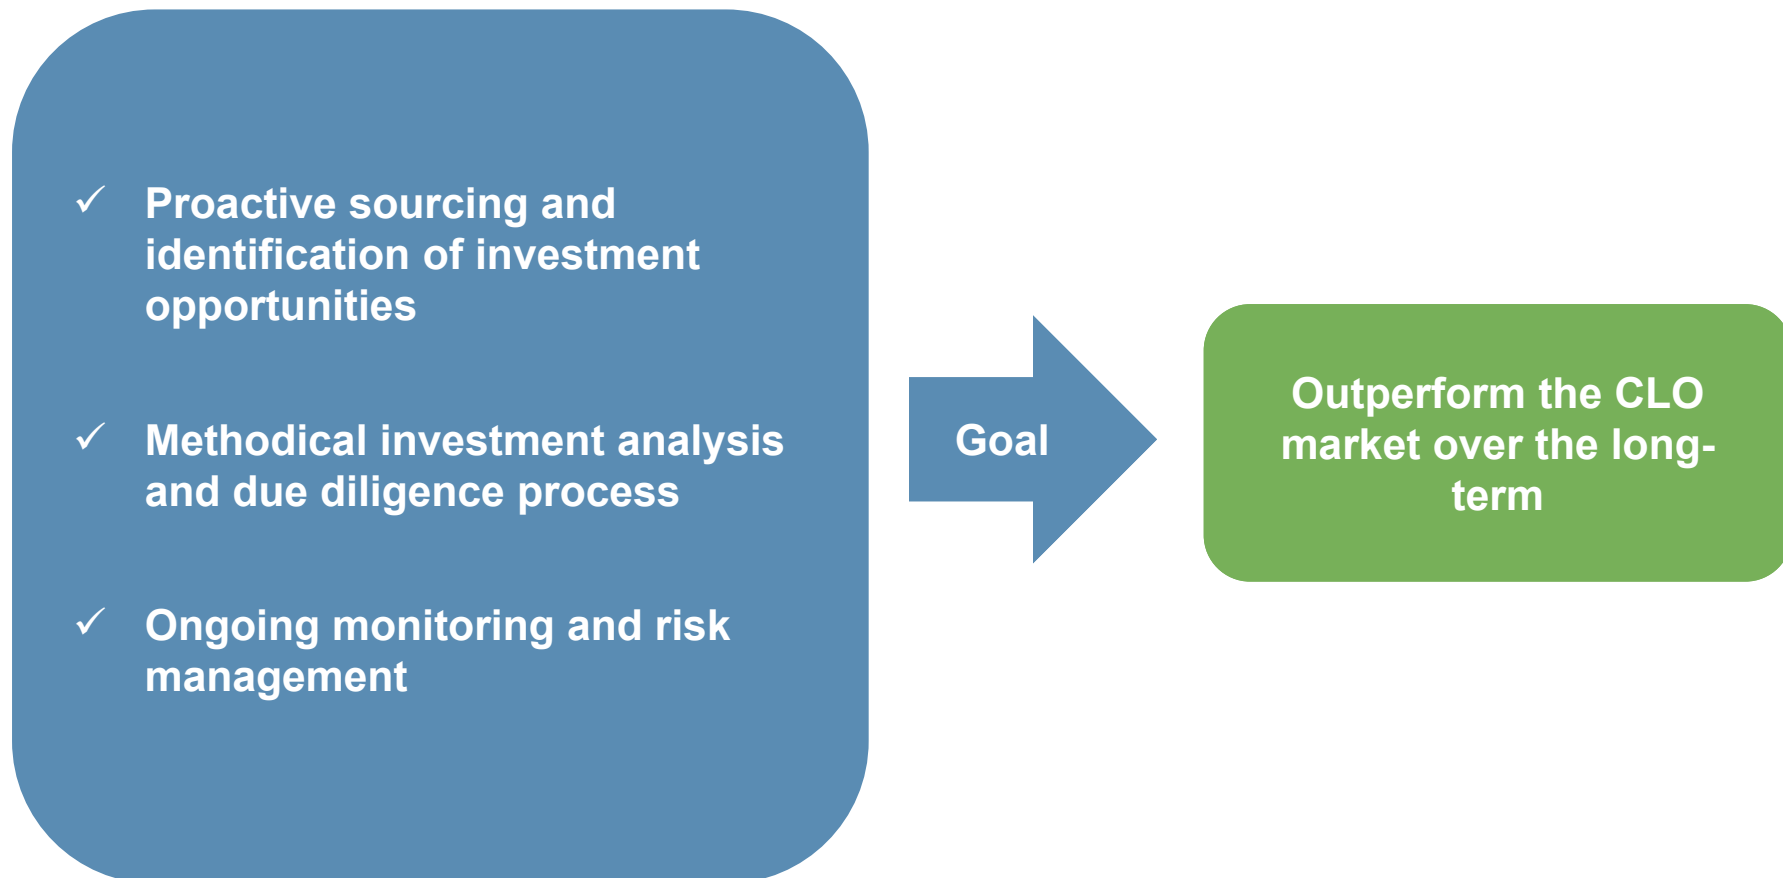 ✓ Proactive sourcing and
identification of investment
opportunities
✓ Methodical investment analysis
and due diligence process
✓ Ongoing monitoring and risk
management
Goal
Outperform the CLO
market over the long-
term